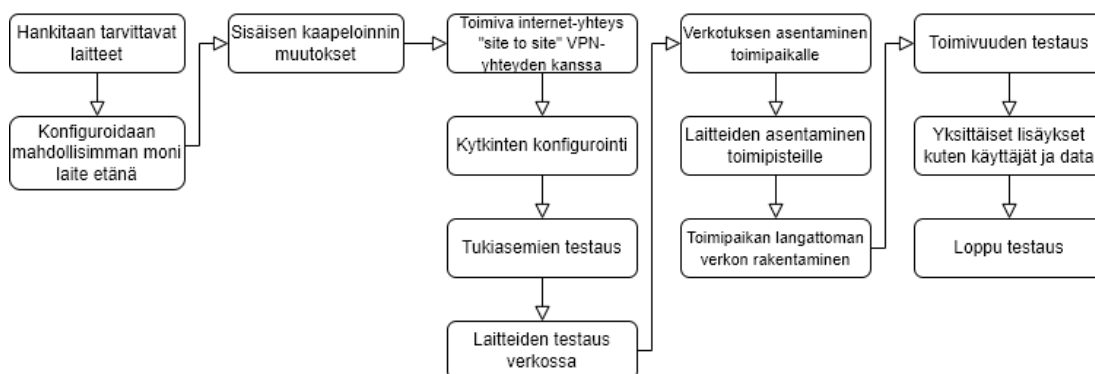 Hankitaan tarvittavat
laitteet
Konfiguroidaan
mahdollisimman moni
laite etänä
Sisäisen kaapeloinnin
muutokset
Toimiva internet-yhteys
"site to site" VPN-
yhteyden kanssa
Kytkinten konfigurointi
Tukiasemien testaus
Laitteiden testaus
verkossa
Verkotuksen asentaminen
toimipaikalle
Laitteiden asentaminen
toimipisteille
Toimipaikan langattoman
verkon rakentaminen
Toimivuuden testaus
Yksittäiset lisäykset
kuten käyttäjät ja data
Loppu testaus